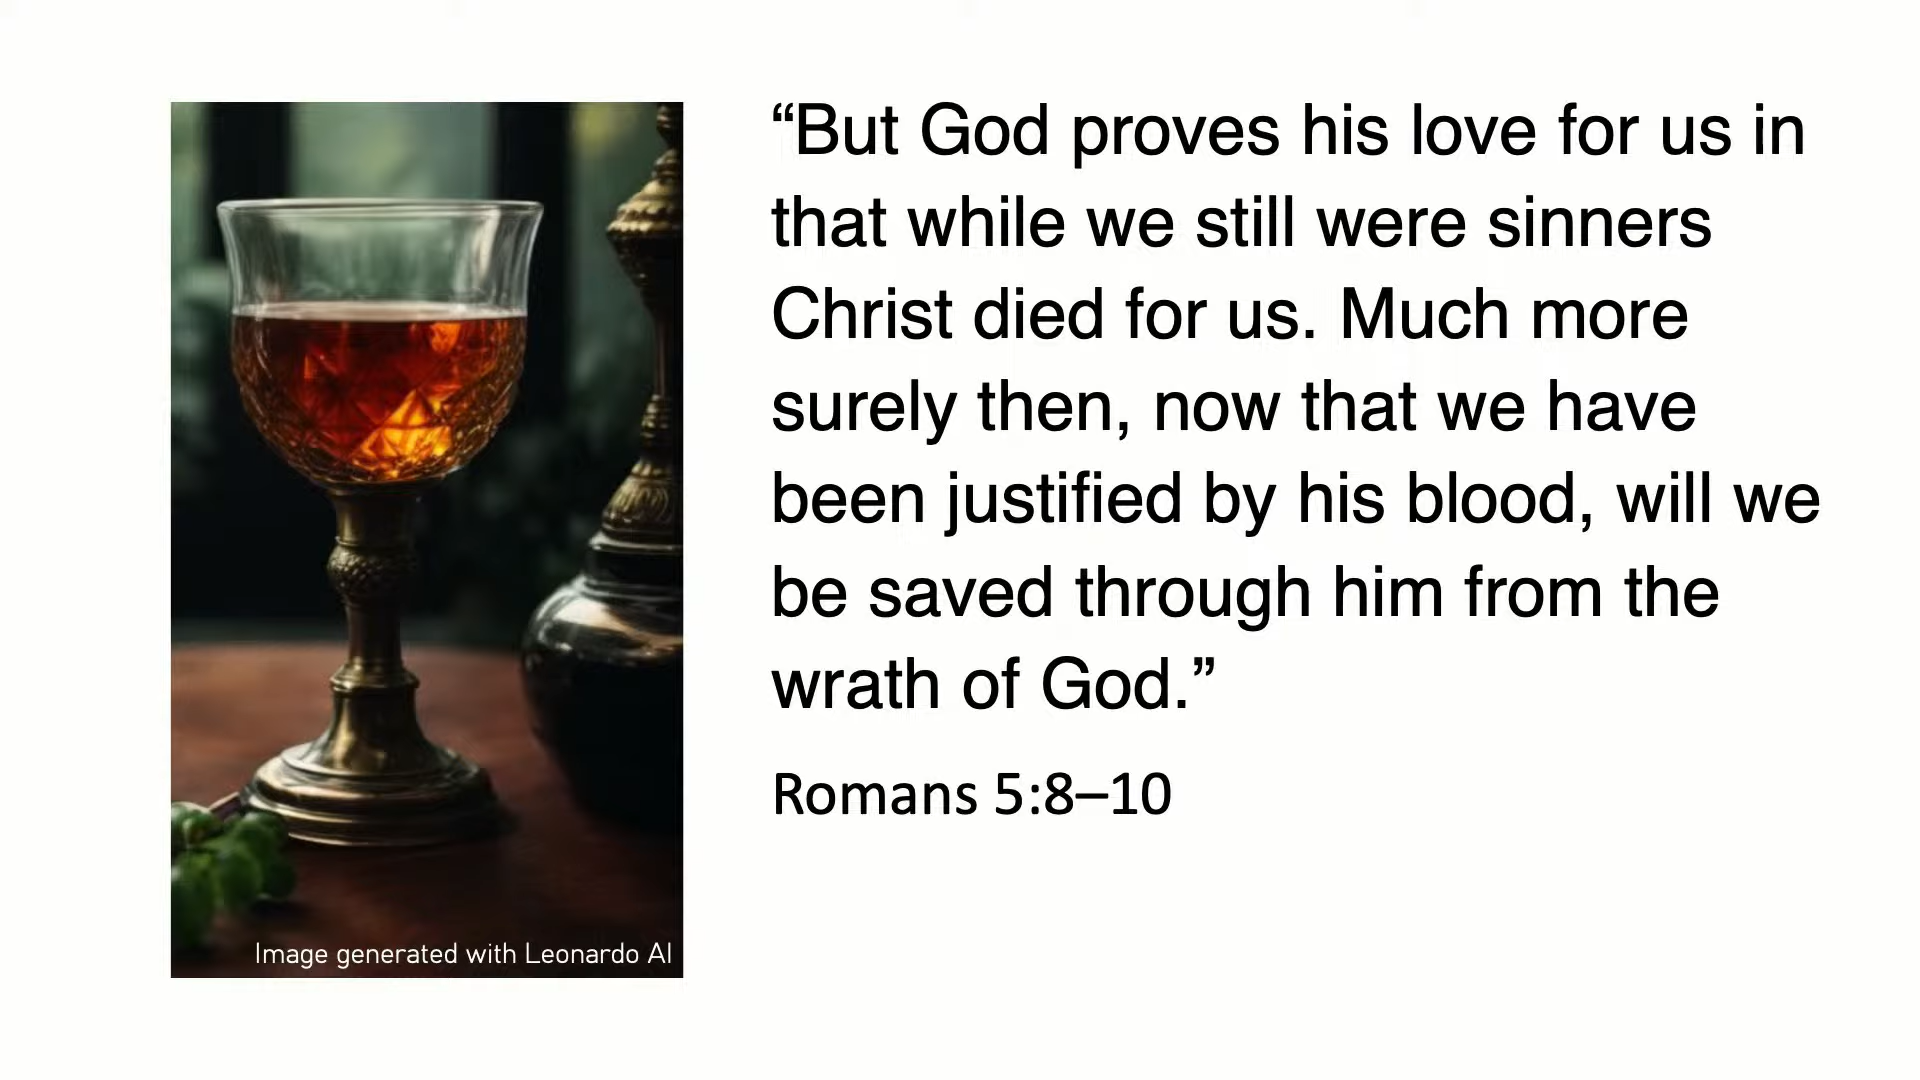 “But God proves his love for us in
that while we still were sinners
Christ died for us. Much more
surely then, now that we have
been justified by his blood, will we
be saved through him from the
wrath of God.”
Romans 5:8–10
Image generated with Leonardo AI